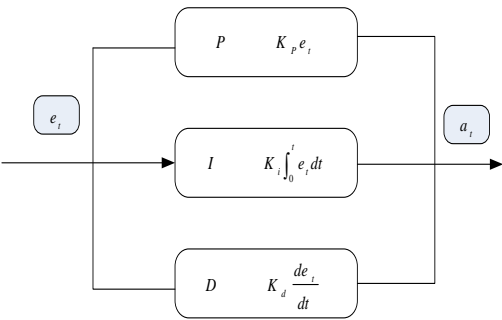 P K_P e_t
e_t
a_t
I K_i ∫_0^t e_t dt
D K_d de_t/dt